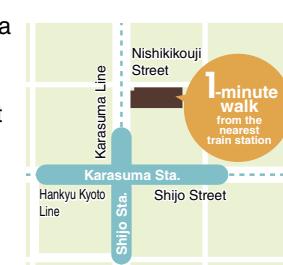 a
Nishikikouji
Street
Karasuma Line
1-minute
walk
from the
nearest
train station
t
Karasuma Sta.
Hankyu Kyoto
Line
Shijo Sta.
Shijo Street